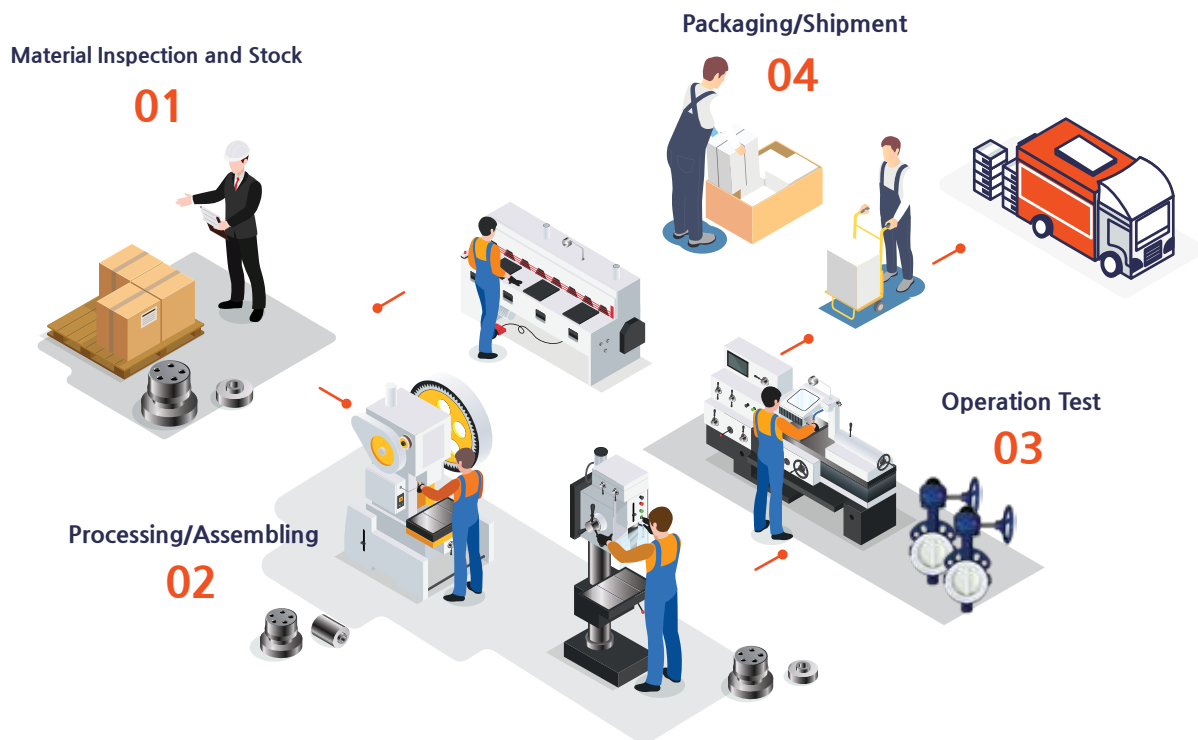 Material Inspection and Stock
01
Processing/Assembling
02
Operation Test
03
Packaging/Shipment
04